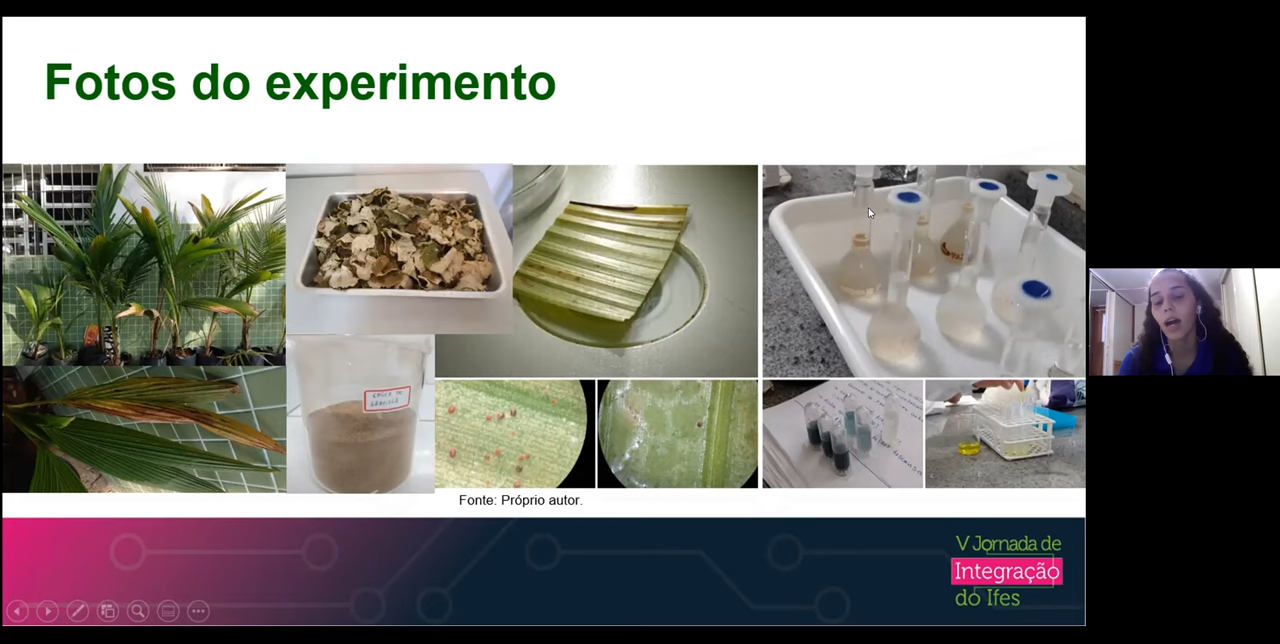 Fotos do experimento
Fonte: Próprio autor.
V Jornada de
Integração
do Ifes